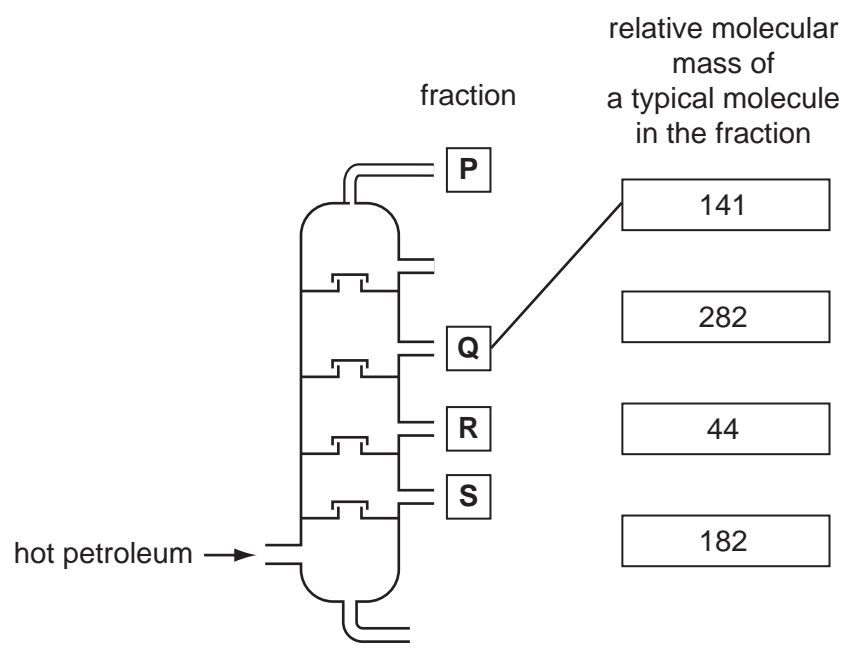 relative molecular
mass of
a typical molecule
in the fraction
fraction
P
141
282
Q
R
44
S
182
hot petroleum